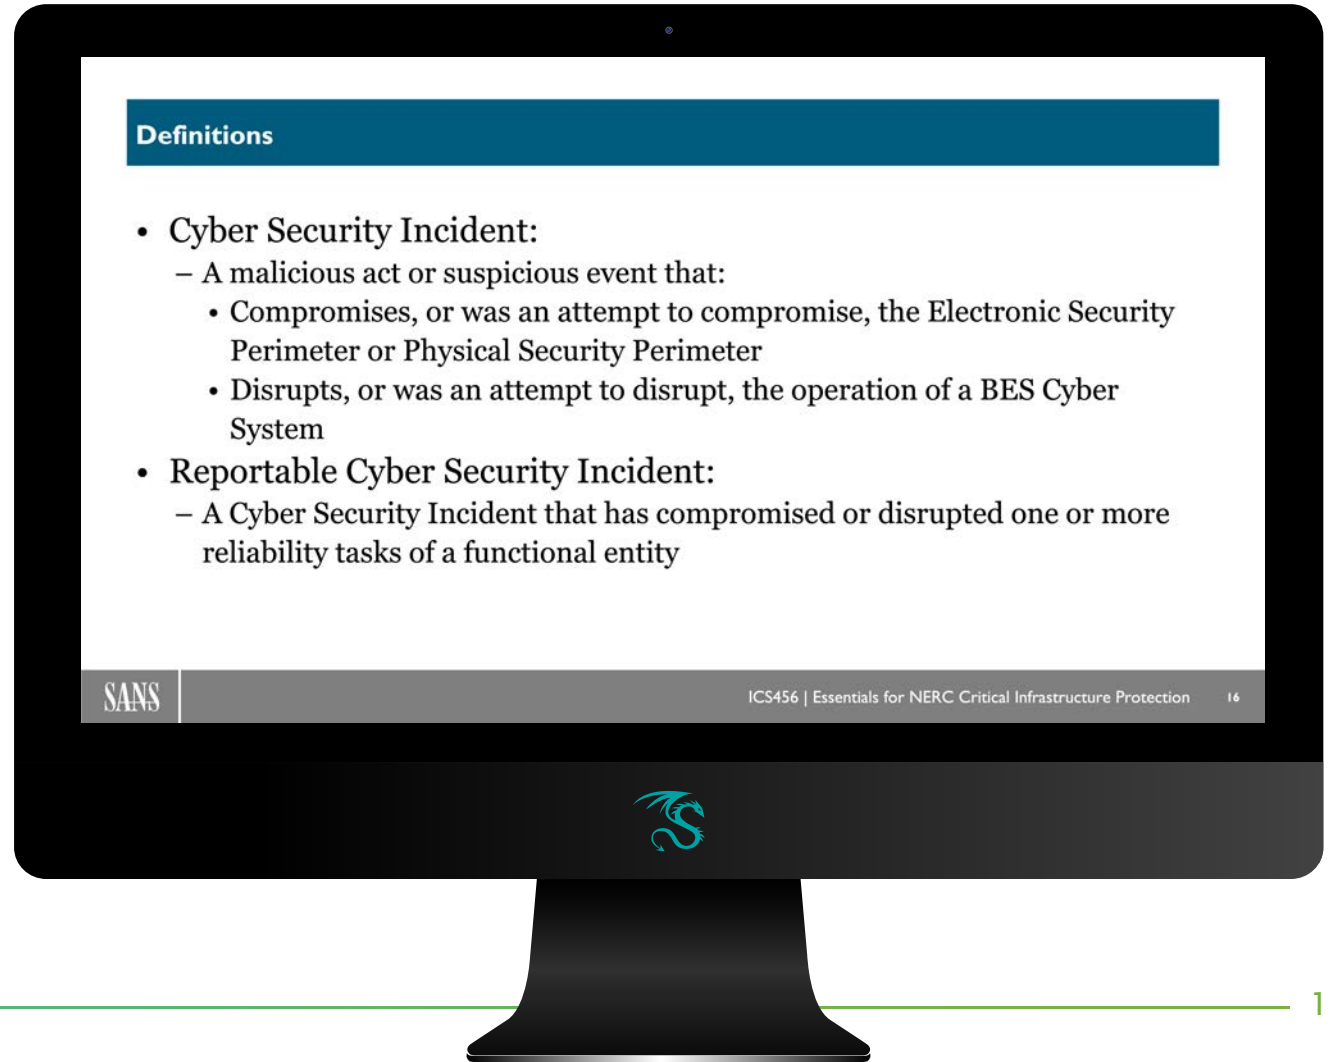 Definitions
• Cyber Security Incident:
– A malicious act or suspicious event that:
• Compromises, or was an attempt to compromise, the Electronic Security
Perimeter or Physical Security Perimeter
• Disrupts, or was an attempt to disrupt, the operation of a BES Cyber
System
• Reportable Cyber Security Incident:
– A Cyber Security Incident that has compromised or disrupted one or more
reliability tasks of a functional entity
SANS
ICS456 | Essentials for NERC Critical Infrastructure Protection 16
1